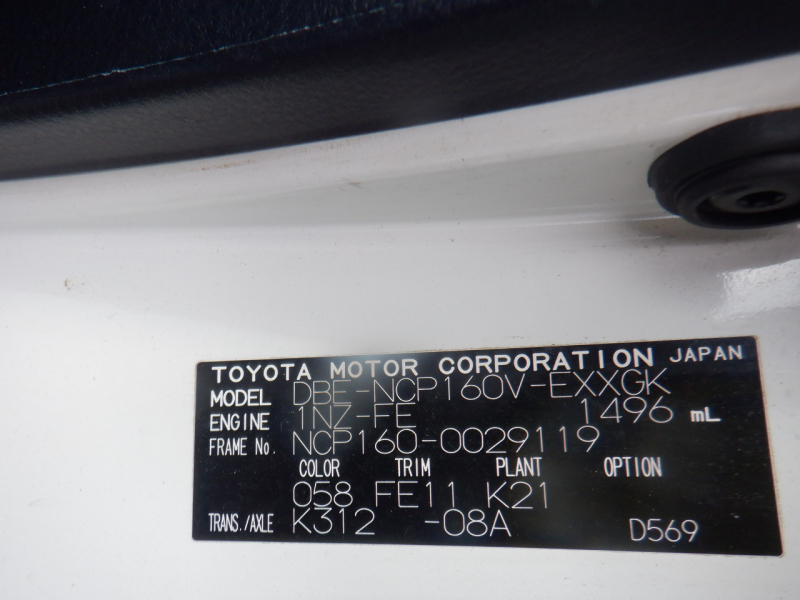 TOYOTA MOTOR CORPORATION JAPAN
MODEL DBE-NCP160V-EXXGK
ENGINE 1NZ-FE 1496 mL
FRAME No. NCP160-0029119
COLOR TRIM PLANT OPTION
058 FE11 K21
TRANS./AXLE K312 -08A D569